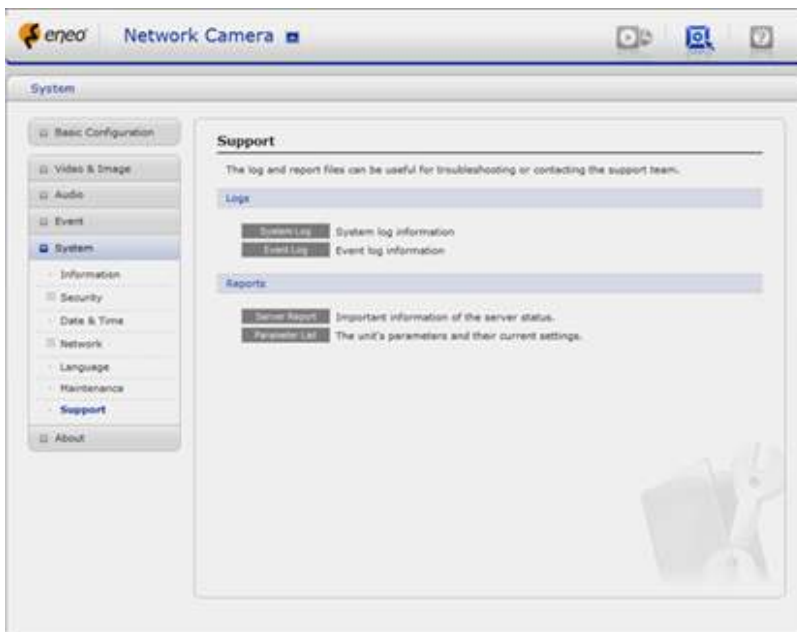 eneo
Network Camera
System
Basic Configuration
Video & Image
Audio
Event
System
Information
Security
Date & Time
Network
Language
Maintenance
Support
About
Support
The log and report files can be useful for troubleshooting or contacting the support team.
Logs
System Log System log information
Event Log Event log information
Reports
Server Report Important information of the server status.
Parameter List The unit's parameters and their current settings.